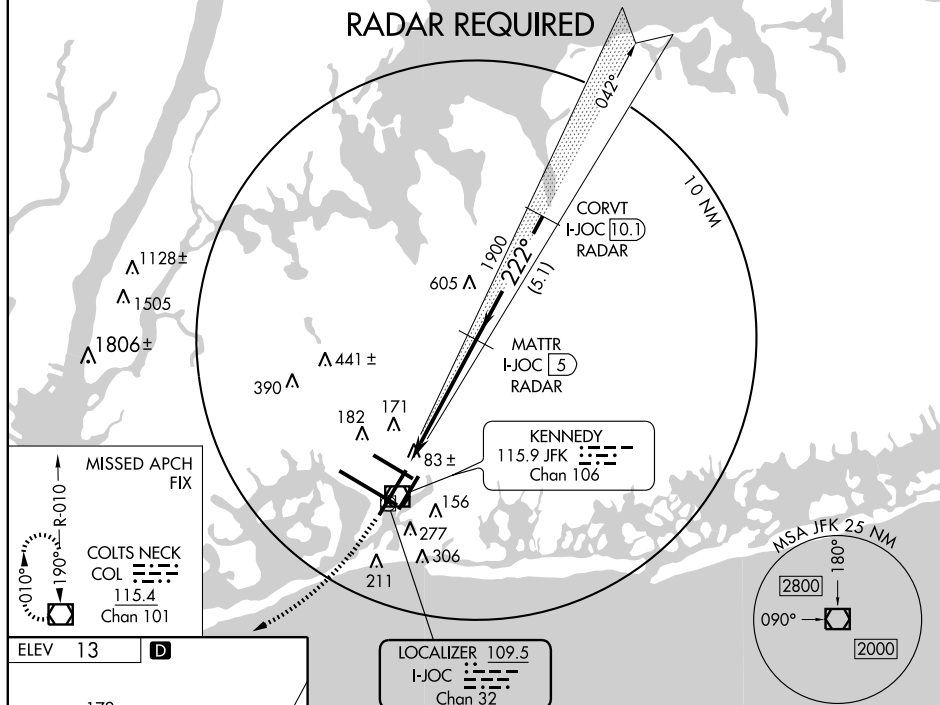 RADAR REQUIRED
042°
10 NM
CORVT
I-JOC 10.1
RADAR
1900
222°
(5.1)
605
1128±
1505
1806±
MATTR
I-JOC 5
RADAR
441±
390
171
182
83±
KENNEDY
115.9 JFK
Chan 106
156
277
306
211
MISSED APCH
FIX
R-010
010°
190°
COLTS NECK
COL
115.4
Chan 101
MSA JFK 25 NM
180°
2800
090°
2000
ELEV 13 D
LOCALIZER 109.5
I-JOC
Chan 32